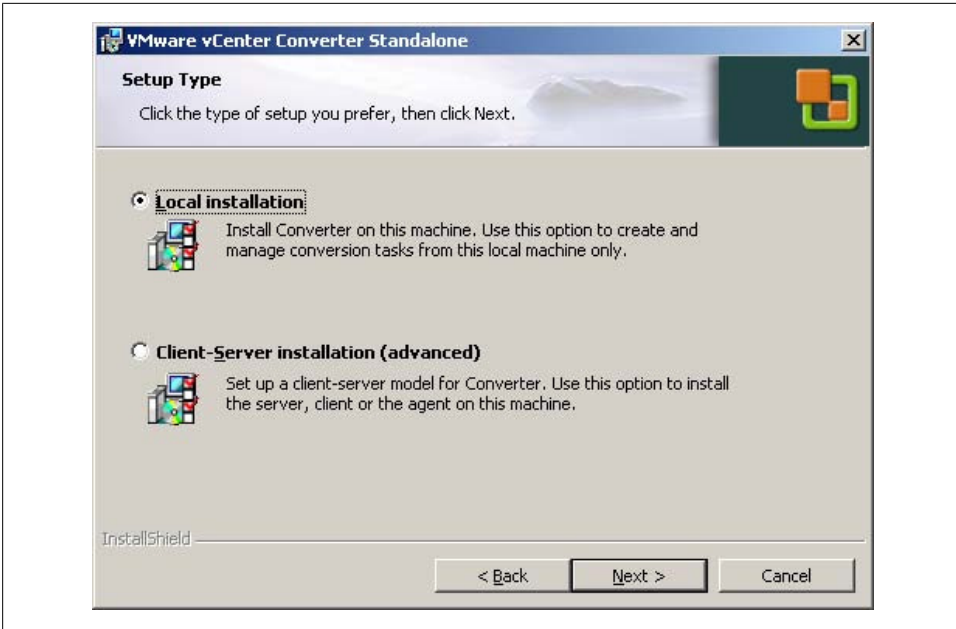 VMware vCenter Converter Standalone
Setup Type
Click the type of setup you prefer, then click Next.
Local installation
Install Converter on this machine. Use this option to create and
manage conversion tasks from this local machine only.
Client-Server installation (advanced)
Set up a client-server model for Converter. Use this option to install
the server, client or the agent on this machine.
InstallShield
< Back
Next >
Cancel